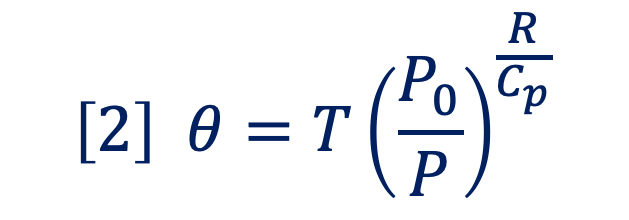 [2] θ = T (P₀/P)^(R/Cₚ)